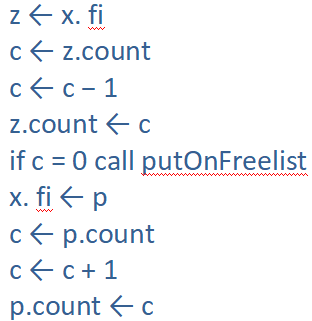 z ← x. fi
c ← z.count
c ← c – 1
z.count ← c
if c = 0 call putOnFreelist
x. fi ← p
c ← p.count
c ← c + 1
p.count ← c